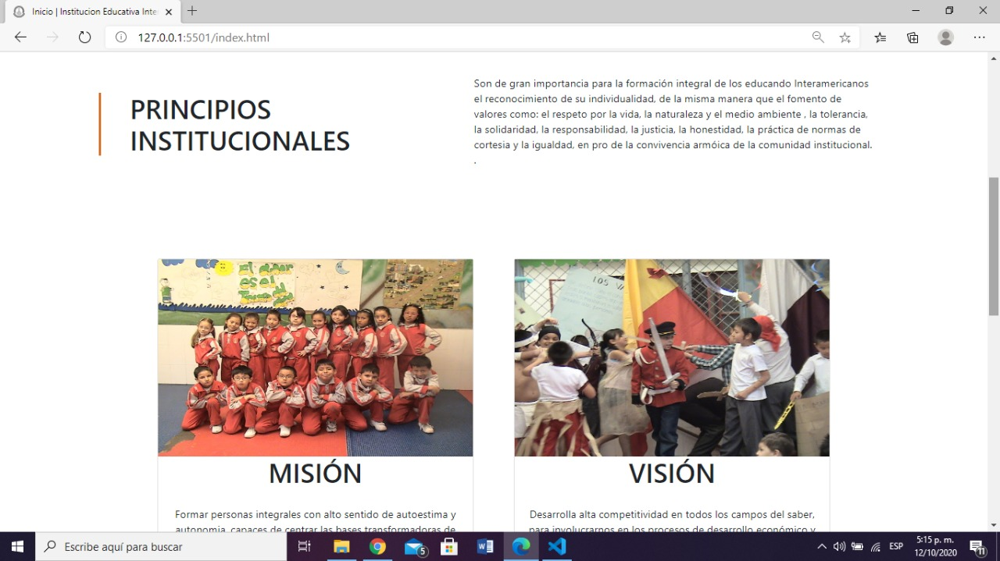 Inicio | Institucion Educativa Inte
127.0.0.1:5501/index.html
PRINCIPIOS
INSTITUCIONALES
Son de gran importancia para la formación integral de los educando Interamericanos
el reconocimiento de su individualidad, de la misma manera que el fomento de
valores como: el respeto por la vida, la naturaleza y el medio ambiente , la tolerancia,
la solidaridad, la responsabilidad, la justicia, la honestidad, la práctica de normas de
cortesia y la igualdad, en pro de la convivencia armóica de la comunidad institucional.
.
El amor
es el
LOS VA
MISIÓN
VISIÓN
Formar personas integrales con alto sentido de autoestima y
autonomia, capaces de centrar las bases transformadoras de
Desarrolla alta competitividad en todos los campos del saber,
para involucrarnos en los procesos de desarrollo económico y
Escribe aquí para buscar
5
ESP
5:15 p. m.
12/10/2020
11